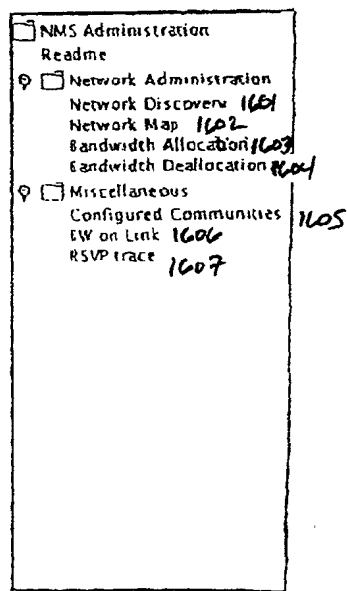 NMS Administration
Readme
Network Administration
Network Discovery 1601
Network Map 1602
Bandwidth Allocation 1603
Bandwidth Deallocation 1604
Miscellaneous
Configured Communities 1605
BW on Link 1606
RSVP trace 1607